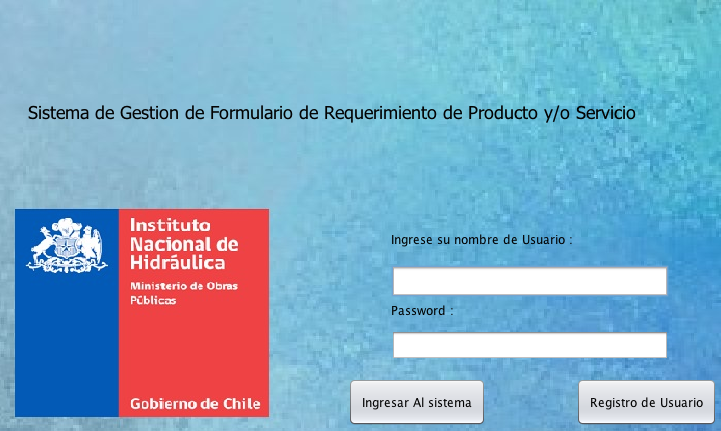 Sistema de Gestion de Formulario de Requerimiento de Producto y/o Servicio
Instituto
Nacional de
Hidráulica
Ministerio de Obras
Públicas
Gobierno de Chile
Ingrese su nombre de Usuario :
Password :
Ingresar Al sistema
Registro de Usuario